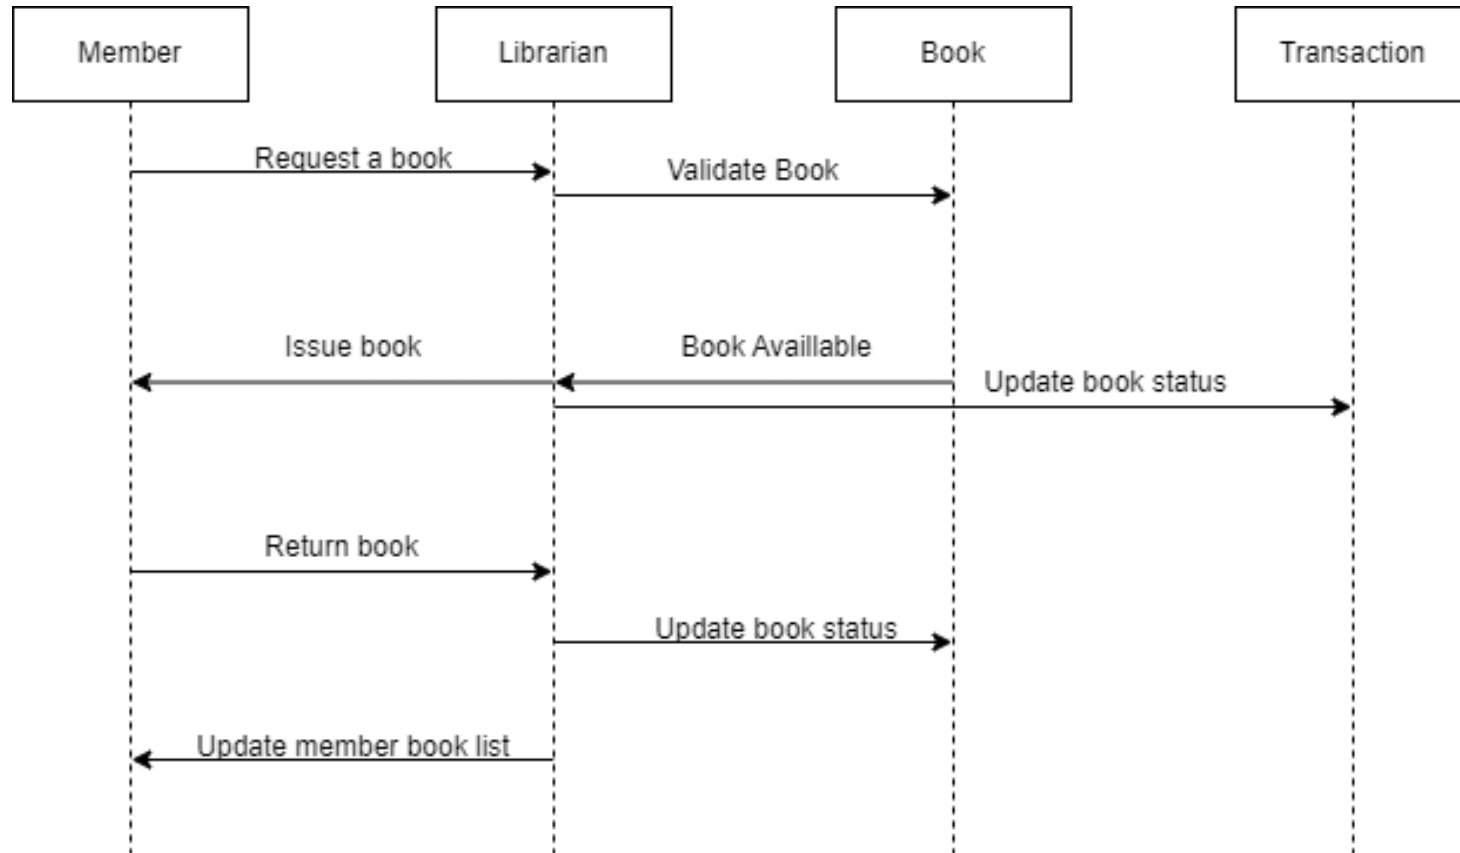 Member
Librarian
Book
Transaction
Request a book
Validate Book
Issue book
Book Availlable
Update book status
Return book
Update book status
Update member book list